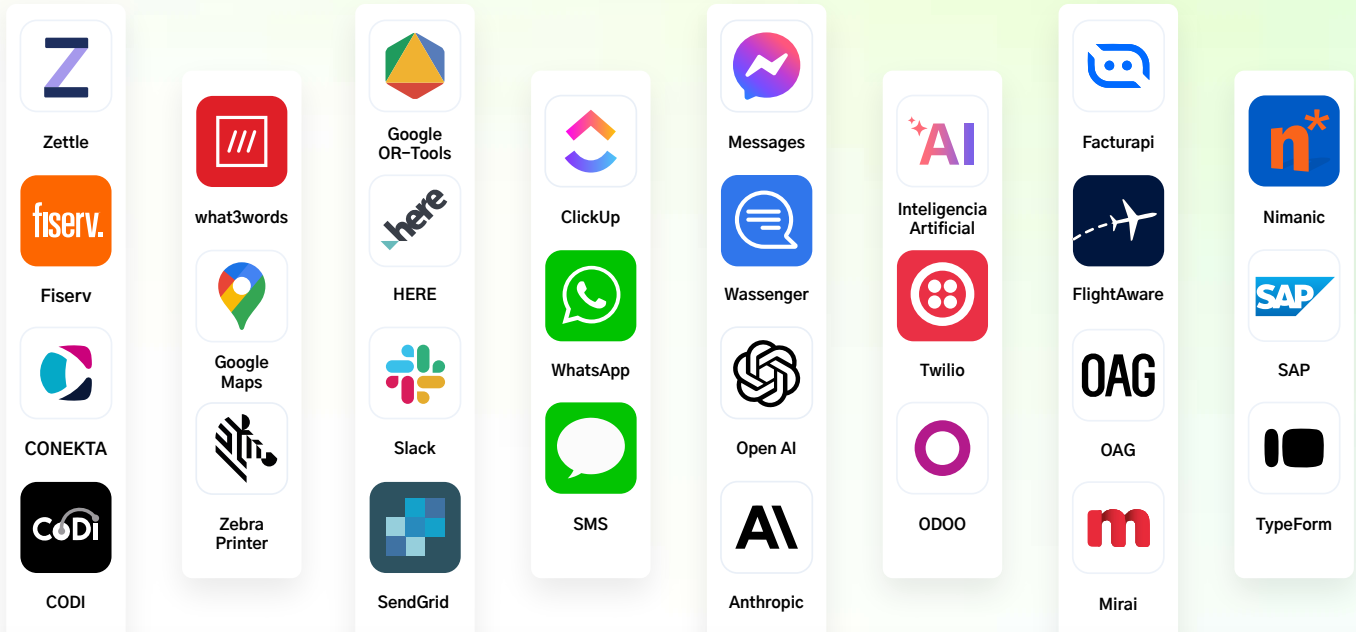 Zettle
fiserv.
Fiserv
CONEKTA
CoDi
CODI
what3words
Google
Maps
Zebra
Printer
Google
OR-Tools
here
HERE
Slack
SendGrid
ClickUp
WhatsApp
SMS
Messages
Wassenger
Open AI
AI
Anthropic
AI
Inteligencia
Artificial
Twilio
ODOO
Facturapi
FlightAware
OAG
OAG
m
Mirai
n*
Nimanic
SAP
SAP
TypeForm